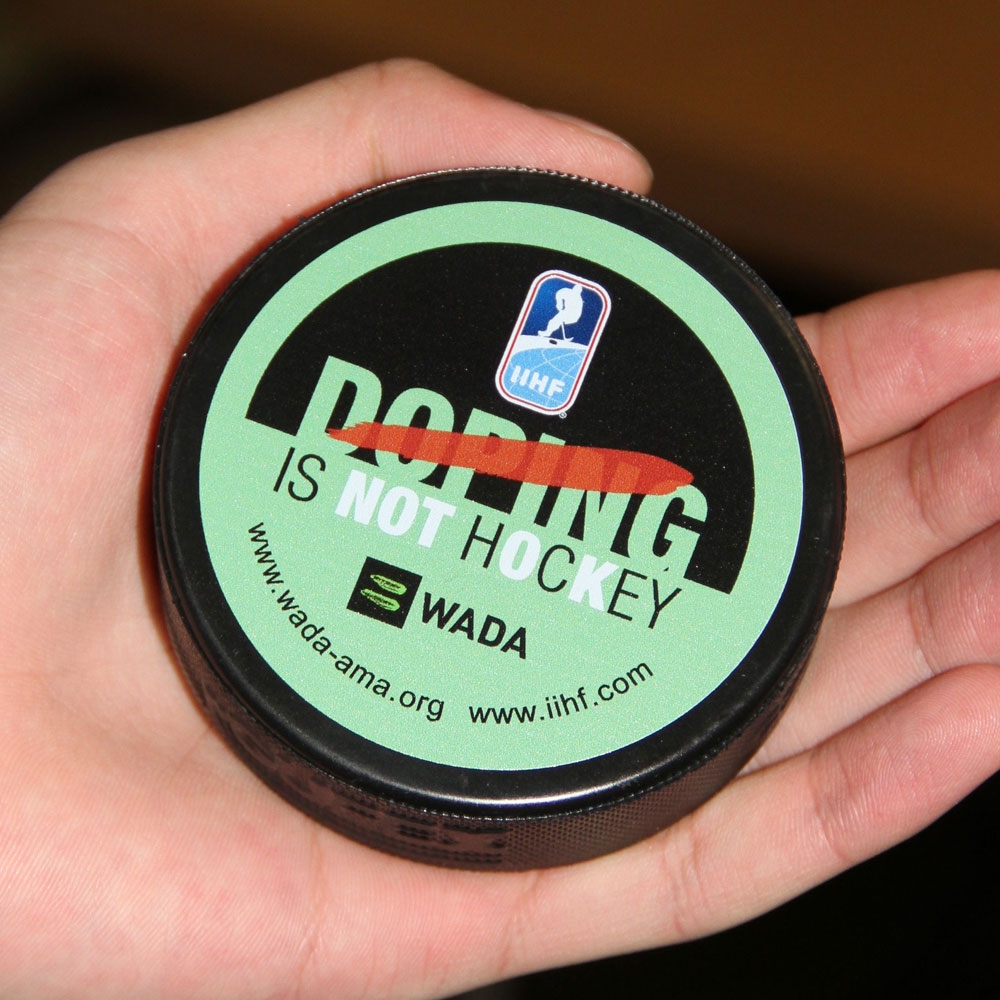 IIHF
DOPING
IS NOT HOCKEY
WADA
www.wada-ama.org www.iihf.com